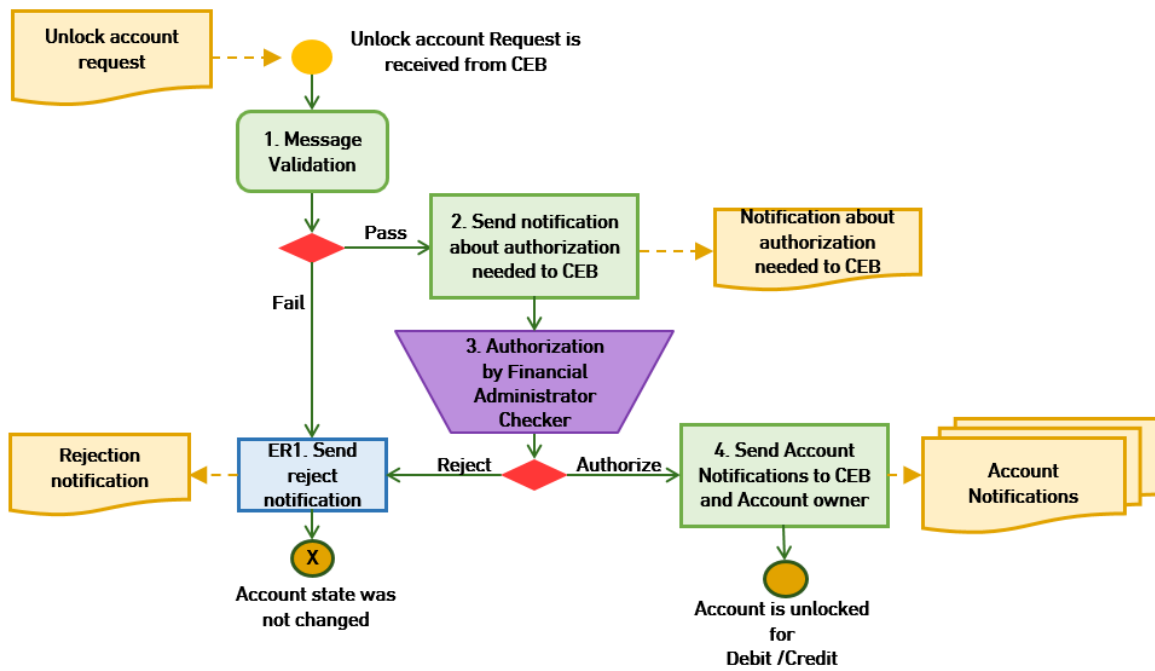 Unlock account
request
Unlock account Request is
received from CEB
1. Message
Validation
Pass
2. Send notification
about authorization
needed to CEB
Notification about
authorization
needed to CEB
Fail
3. Authorization
by Financial
Administrator
Checker
Rejection
notification
ER1. Send
reject
notification
Reject
Authorize
4. Send Account
Notifications to CEB
and Account owner
Account
Notifications
X
Account state was
not changed
Account is unlocked
for
Debit /Credit